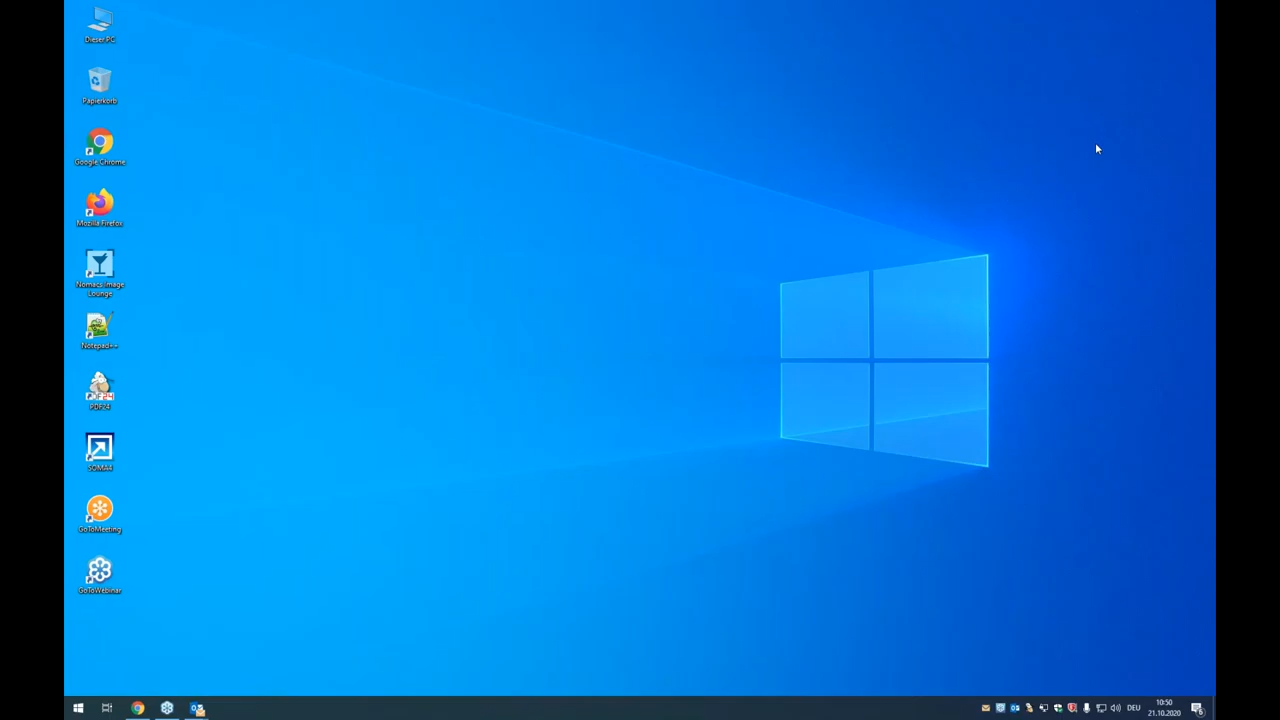 Dieser PC
Papierkorb
Google Chrome
Mozilla Firefox
Nomacs Image
Lounge
Notepad++
PDF24
SOMA4
GoToMeeting
GoToWebinar
DEU
10:50
21.10.2020